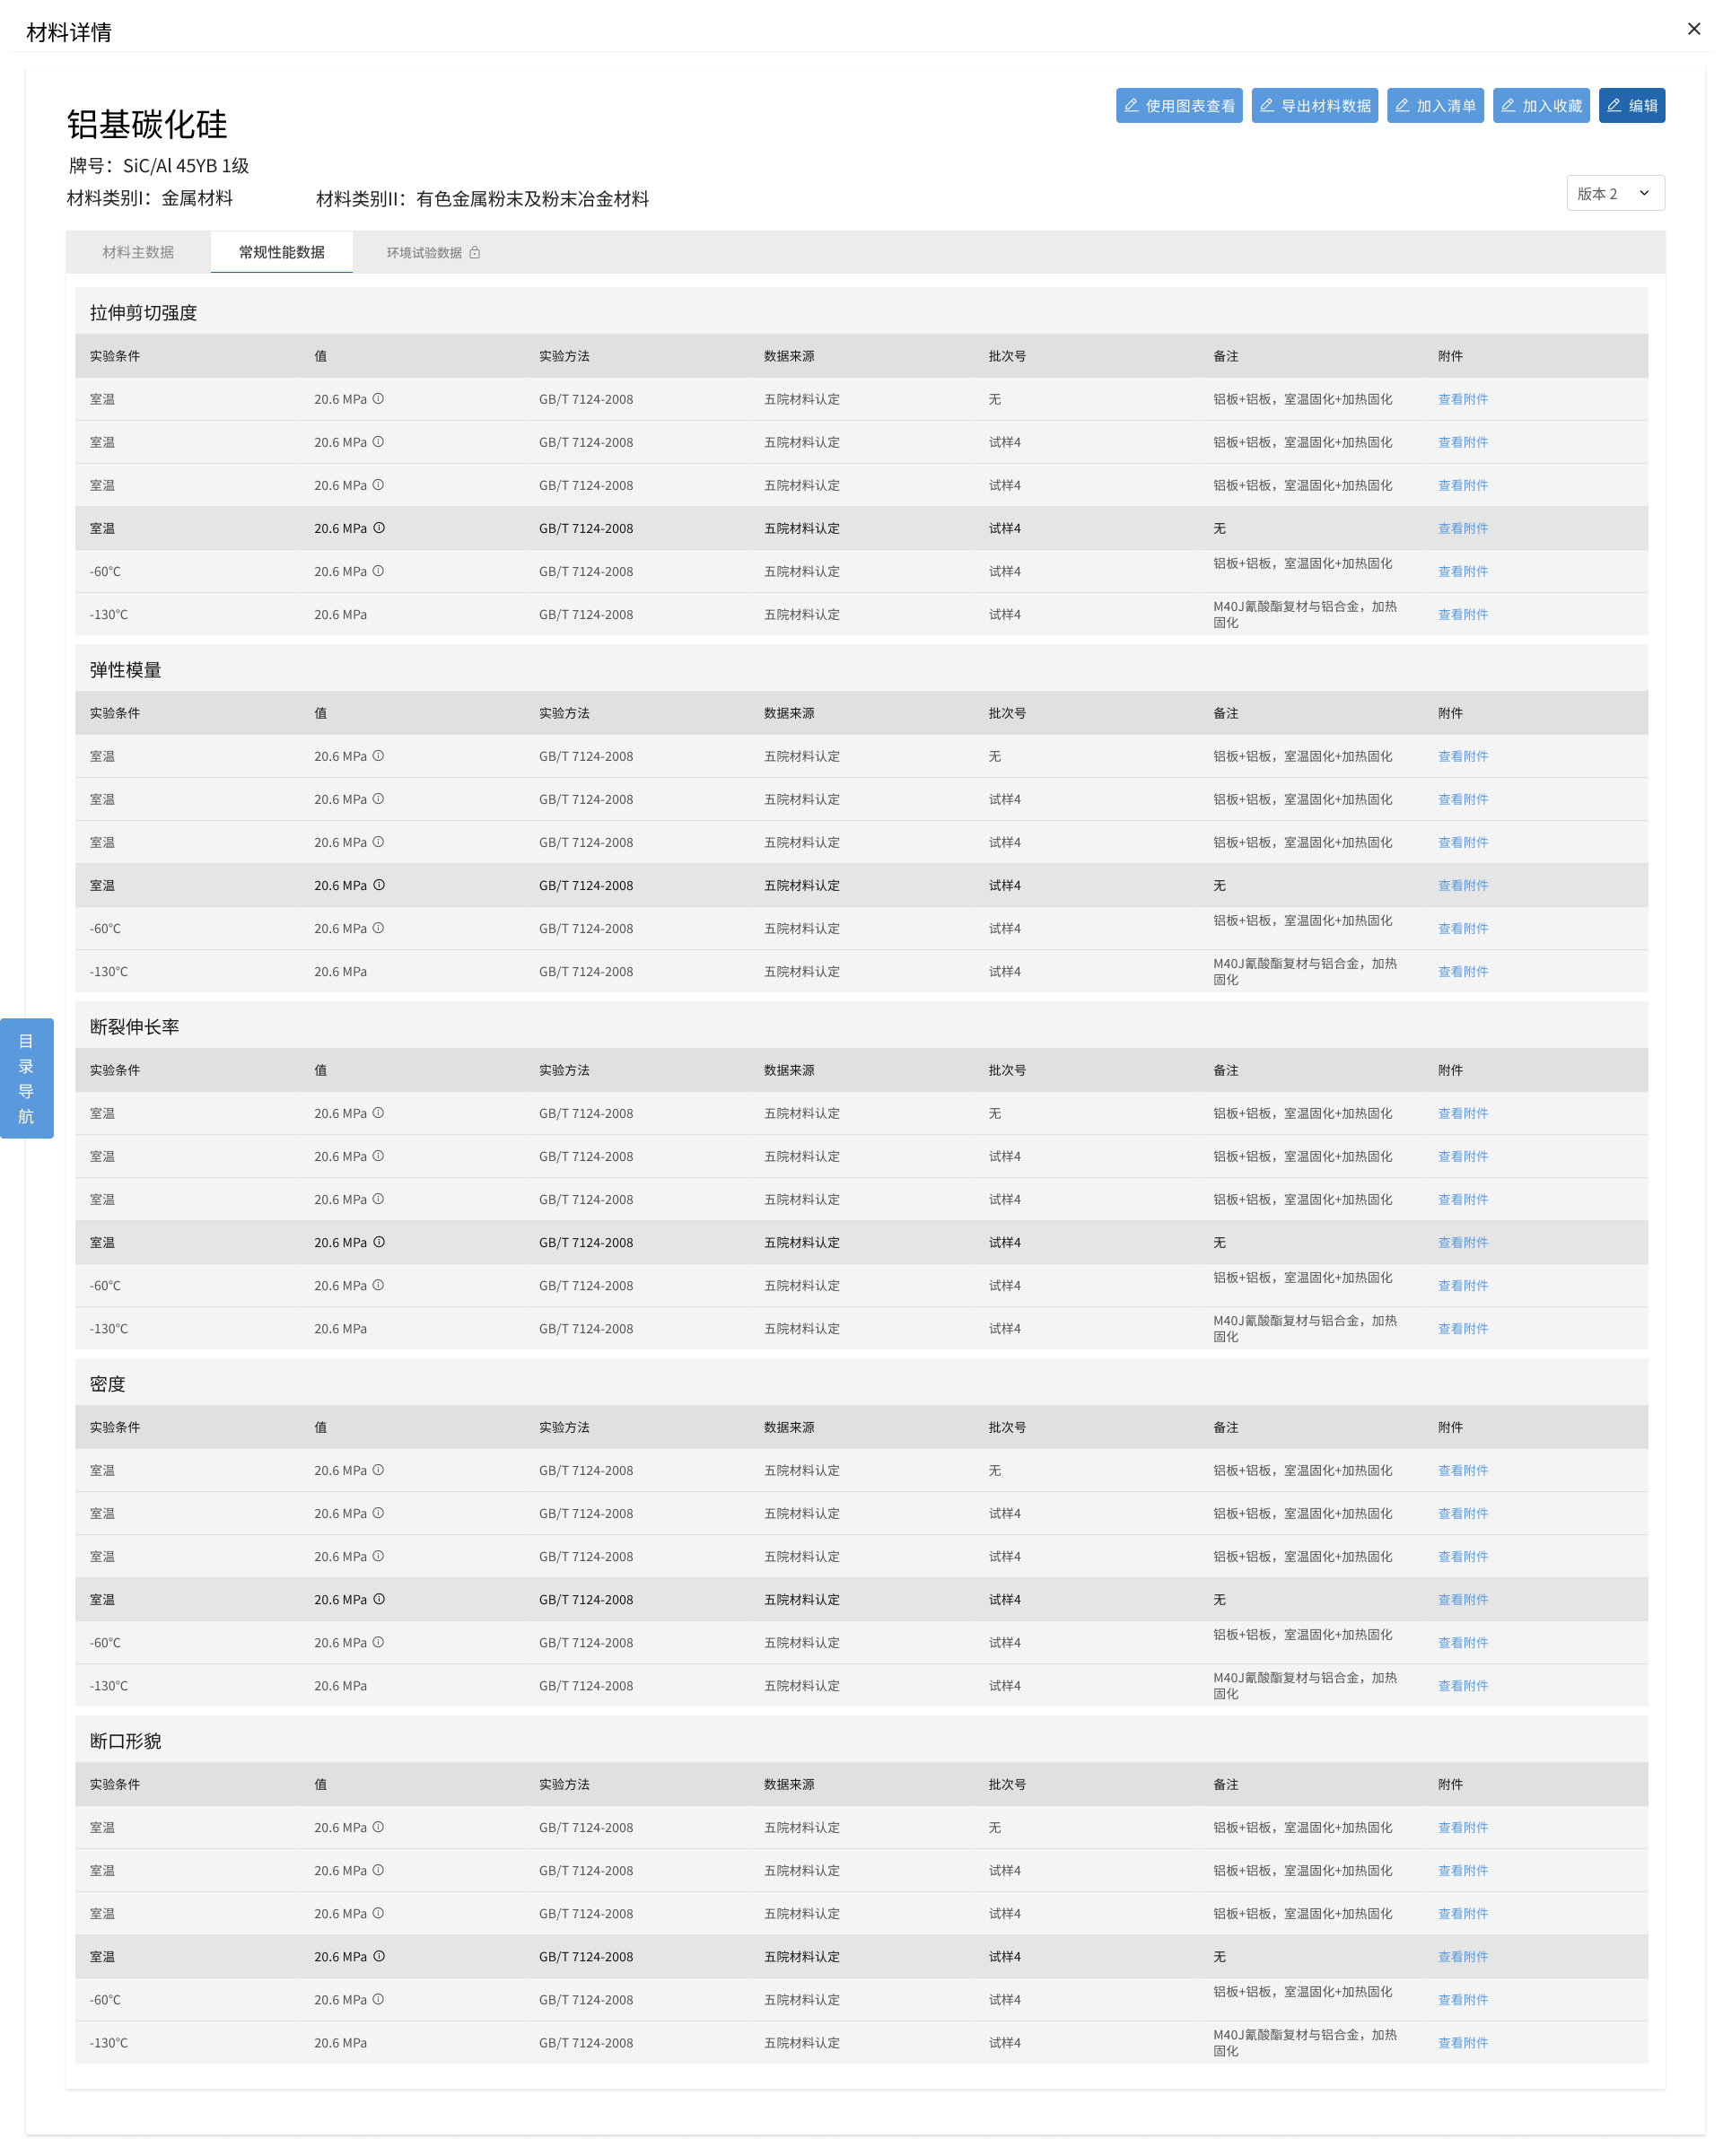 材料详情
使用图表查看 导出材料数据 加入清单 加入收藏 编辑
铝基碳化硅
牌号：SiC/Al 45YB 1级
材料类别I：金属材料 材料类别II：有色金属粉末及粉末冶金材料
版本 2
材料主数据 常规性能数据 环境试验数据
拉伸剪切强度
实验条件 值 实验方法 数据来源 批次号 备注 附件
室温 20.6 MPa GB/T 7124-2008 五院材料认定 无 铝板+铝板，室温固化+加热固化 查看附件
室温 20.6 MPa GB/T 7124-2008 五院材料认定 试样4 铝板+铝板，室温固化+加热固化 查看附件
室温 20.6 MPa GB/T 7124-2008 五院材料认定 试样4 铝板+铝板，室温固化+加热固化 查看附件
室温 20.6 MPa GB/T 7124-2008 五院材料认定 试样4 无 查看附件
-60℃ 20.6 MPa GB/T 7124-2008 五院材料认定 试样4 铝板+铝板，室温固化+加热固化 查看附件
-130℃ 20.6 MPa GB/T 7124-2008 五院材料认定 试样4 M40J氰酸酯复材与铝合金，加热 查看附件
固化
弹性模量
实验条件 值 实验方法 数据来源 批次号 备注 附件
室温 20.6 MPa GB/T 7124-2008 五院材料认定 无 铝板+铝板，室温固化+加热固化 查看附件
室温 20.6 MPa GB/T 7124-2008 五院材料认定 试样4 铝板+铝板，室温固化+加热固化 查看附件
室温 20.6 MPa GB/T 7124-2008 五院材料认定 试样4 铝板+铝板，室温固化+加热固化 查看附件
室温 20.6 MPa GB/T 7124-2008 五院材料认定 试样4 无 查看附件
-60℃ 20.6 MPa GB/T 7124-2008 五院材料认定 试样4 铝板+铝板，室温固化+加热固化 查看附件
-130℃ 20.6 MPa GB/T 7124-2008 五院材料认定 试样4 M40J氰酸酯复材与铝合金，加热 查看附件
固化
目
录
导
航
断裂伸长率
实验条件 值 实验方法 数据来源 批次号 备注 附件
室温 20.6 MPa GB/T 7124-2008 五院材料认定 无 铝板+铝板，室温固化+加热固化 查看附件
室温 20.6 MPa GB/T 7124-2008 五院材料认定 试样4 铝板+铝板，室温固化+加热固化 查看附件
室温 20.6 MPa GB/T 7124-2008 五院材料认定 试样4 铝板+铝板，室温固化+加热固化 查看附件
室温 20.6 MPa GB/T 7124-2008 五院材料认定 试样4 无 查看附件
-60℃ 20.6 MPa GB/T 7124-2008 五院材料认定 试样4 铝板+铝板，室温固化+加热固化 查看附件
-130℃ 20.6 MPa GB/T 7124-2008 五院材料认定 试样4 M40J氰酸酯复材与铝合金，加热 查看附件
固化
密度
实验条件 值 实验方法 数据来源 批次号 备注 附件
室温 20.6 MPa GB/T 7124-2008 五院材料认定 无 铝板+铝板，室温固化+加热固化 查看附件
室温 20.6 MPa GB/T 7124-2008 五院材料认定 试样4 铝板+铝板，室温固化+加热固化 查看附件
室温 20.6 MPa GB/T 7124-2008 五院材料认定 试样4 铝板+铝板，室温固化+加热固化 查看附件
室温 20.6 MPa GB/T 7124-2008 五院材料认定 试样4 无 查看附件
-60℃ 20.6 MPa GB/T 7124-2008 五院材料认定 试样4 铝板+铝板，室温固化+加热固化 查看附件
-130℃ 20.6 MPa GB/T 7124-2008 五院材料认定 试样4 M40J氰酸酯复材与铝合金，加热 查看附件
固化
断口形貌
实验条件 值 实验方法 数据来源 批次号 备注 附件
室温 20.6 MPa GB/T 7124-2008 五院材料认定 无 铝板+铝板，室温固化+加热固化 查看附件
室温 20.6 MPa GB/T 7124-2008 五院材料认定 试样4 铝板+铝板，室温固化+加热固化 查看附件
室温 20.6 MPa GB/T 7124-2008 五院材料认定 试样4 铝板+铝板，室温固化+加热固化 查看附件
室温 20.6 MPa GB/T 7124-2008 五院材料认定 试样4 无 查看附件
-60℃ 20.6 MPa GB/T 7124-2008 五院材料认定 试样4 铝板+铝板，室温固化+加热固化 查看附件
-130℃ 20.6 MPa GB/T 7124-2008 五院材料认定 试样4 M40J氰酸酯复材与铝合金，加热 查看附件
固化